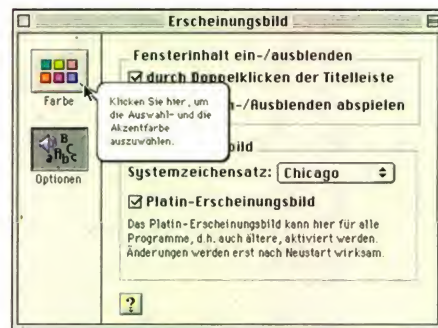 Erscheinungsbild
Farbe
B
C
a
R
b
c
Optionen
Klicken Sie hier, um
die Auswahl- und die
Akzentfarbe
auszuwählen.
Fensterinhalt ein-/ausblenden
durch Doppelklicken der Titelleiste
-/Ausblenden abspielen
bild
Systemzeichensatz: Chicago
Platin-Erscheinungsbild
Das Platin-Erscheinungsbild kann hier für alle
Programme, d.h. auch ältere, aktiviert werden.
Änderungen werden erst nach Neustart wirksam.
?